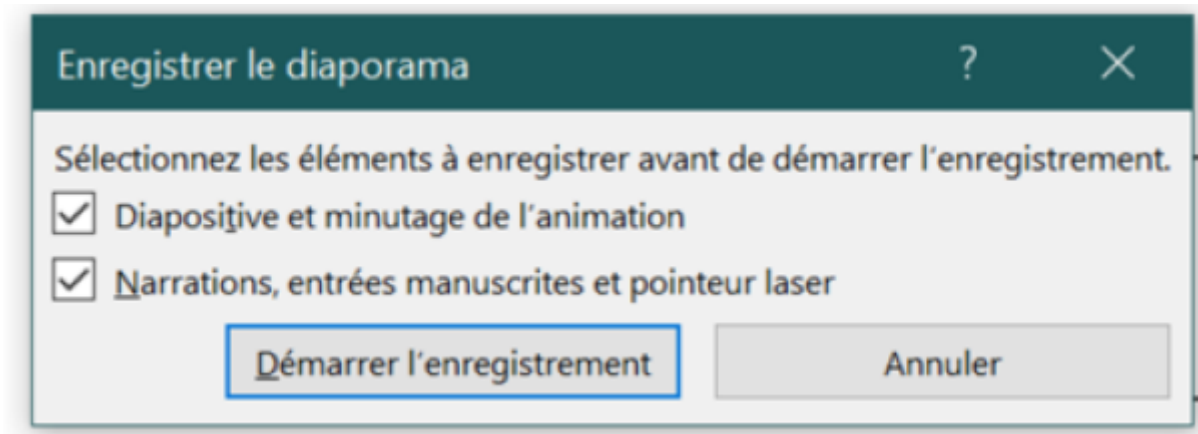 Enregistrer le diaporama ?
Sélectionnez les éléments à enregistrer avant de démarrer l'enregistrement.
Diapositive et minutage de l'animation
Narrations, entrées manuscrites et pointeur laser
Démarrer l'enregistrement Annuler